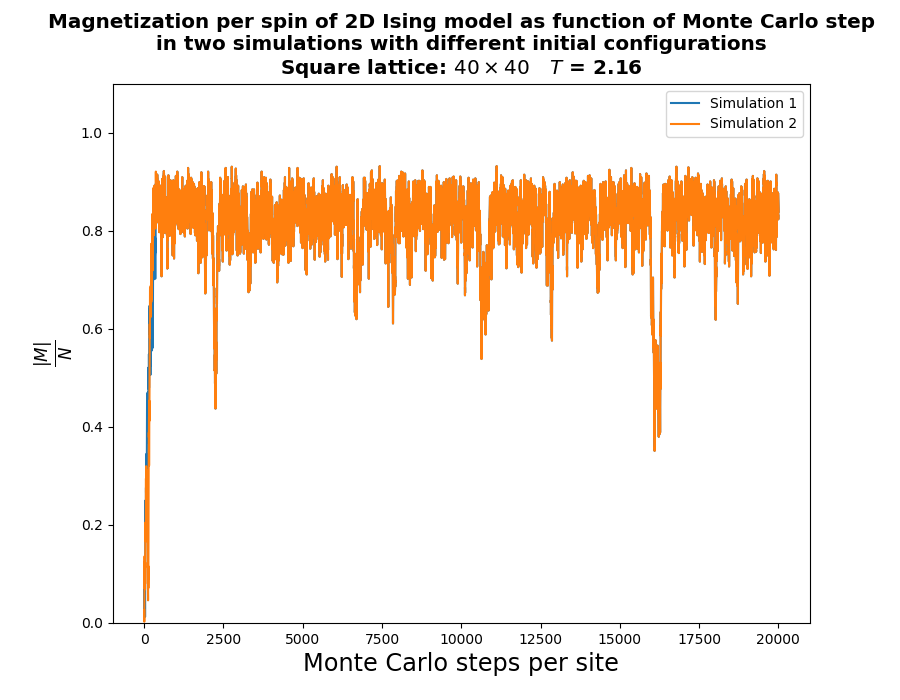 Magnetization per spin of 2D Ising model as function of Monte Carlo step
in two simulations with different initial configurations
Square lattice: 40 × 40 T = 2.16
Simulation 1
Simulation 2
1.0
0.8
0.6
0.4
0.2
0.0
|M|
N
0 2500 5000 7500 10000 12500 15000 17500 20000
Monte Carlo steps per site